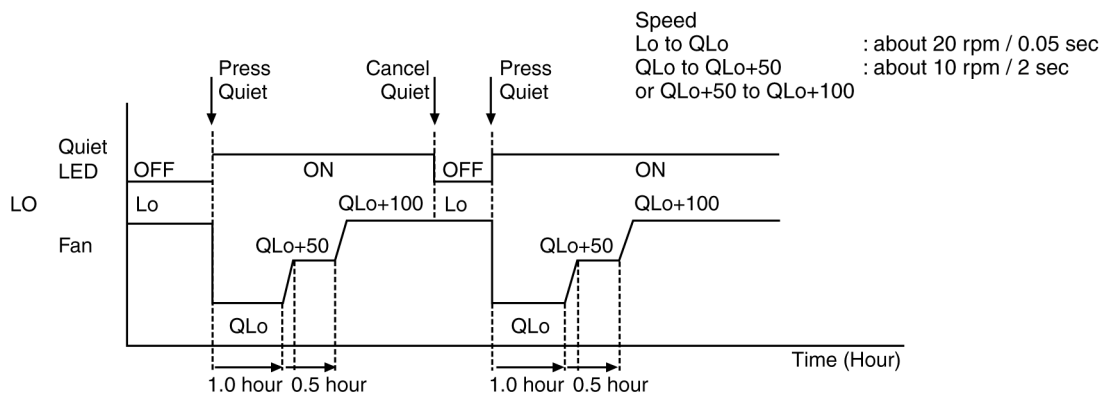 Speed
Lo to QLo : about 20 rpm / 0.05 sec
QLo to QLo+50 : about 10 rpm / 2 sec
or QLo+50 to QLo+100
Press Quiet
Cancel Quiet
Press Quiet
Quiet LED
OFF ON OFF ON
LO
Lo QLo+100 Lo QLo+100
Fan
QLo+50 QLo+50
QLo QLo
Time (Hour)
1.0 hour 0.5 hour 1.0 hour 0.5 hour